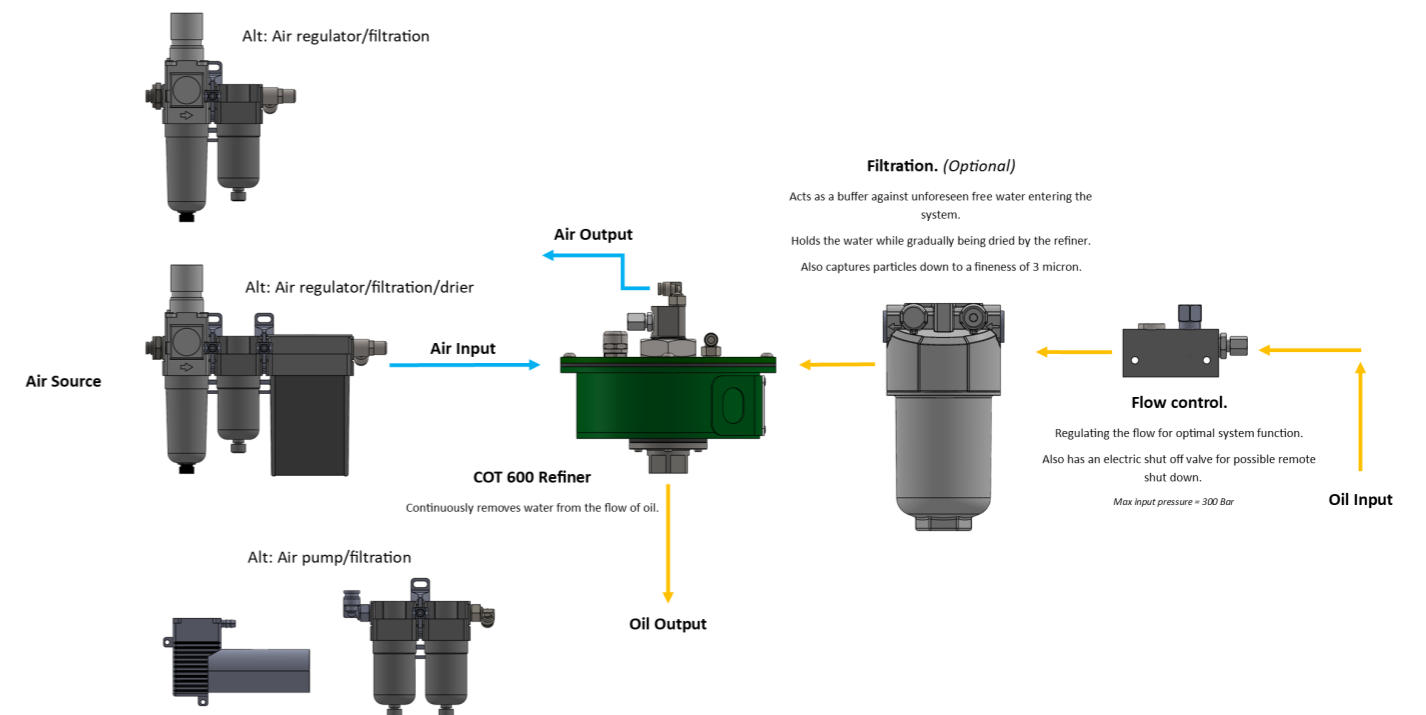 Alt: Air regulator/filtration
Filtration. (Optional)
Acts as a buffer against unforeseen free water entering the
system.
Holds the water while gradually being dried by the refiner.
Also captures particles down to a fineness of 3 micron.
Air Output
Alt: Air regulator/filtration/drier
Air Input
Air Source
Flow control.
Regulating the flow for optimal system function.
Also has an electric shut off valve for possible remote
shut down.
Max input pressure = 300 Bar
Oil Input
COT 600 Refiner
Continuously removes water from the flow of oil.
Alt: Air pump/filtration
Oil Output